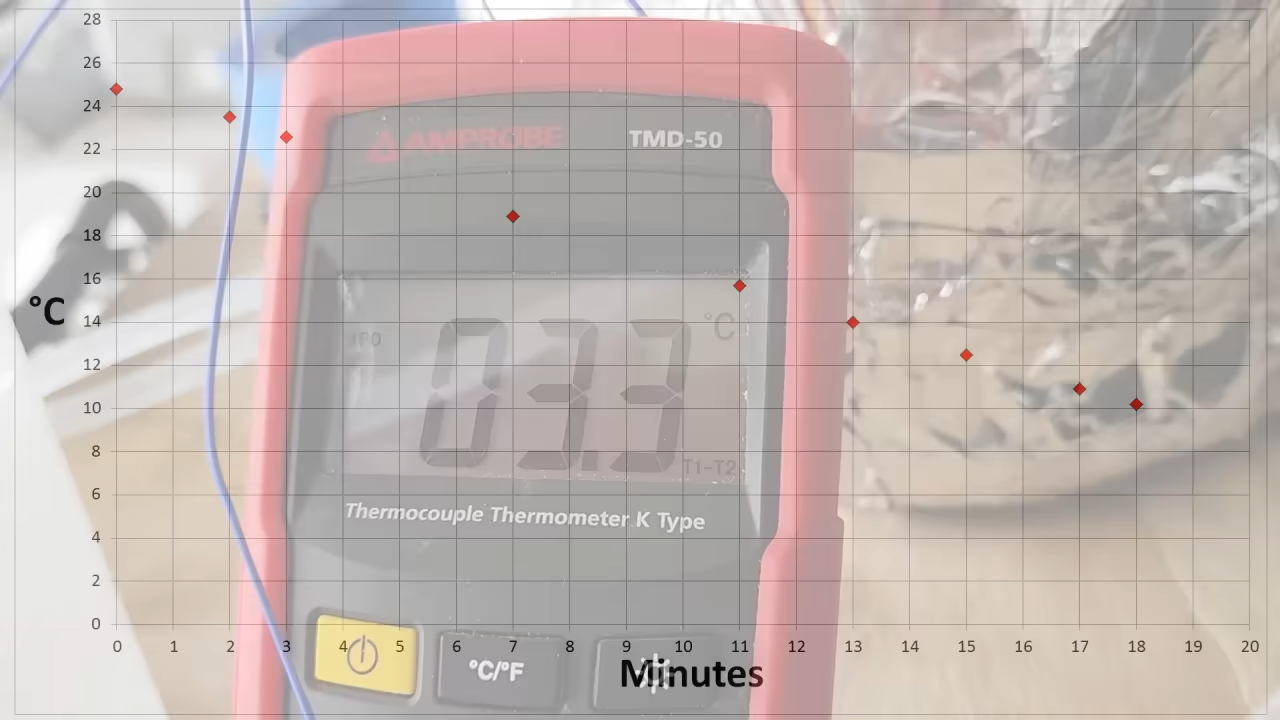 28
26
24
22
20
18
16
14
12
10
8
6
4
2
0
°C
AMPROBE
TMD-50
°C
03.3
T1-T2
Thermocouple Thermometer K Type
°C/°F
0 1 2 3 4 5 6 7 8 9 10 11 12 13 14 15 16 17 18 19 20
Minutes